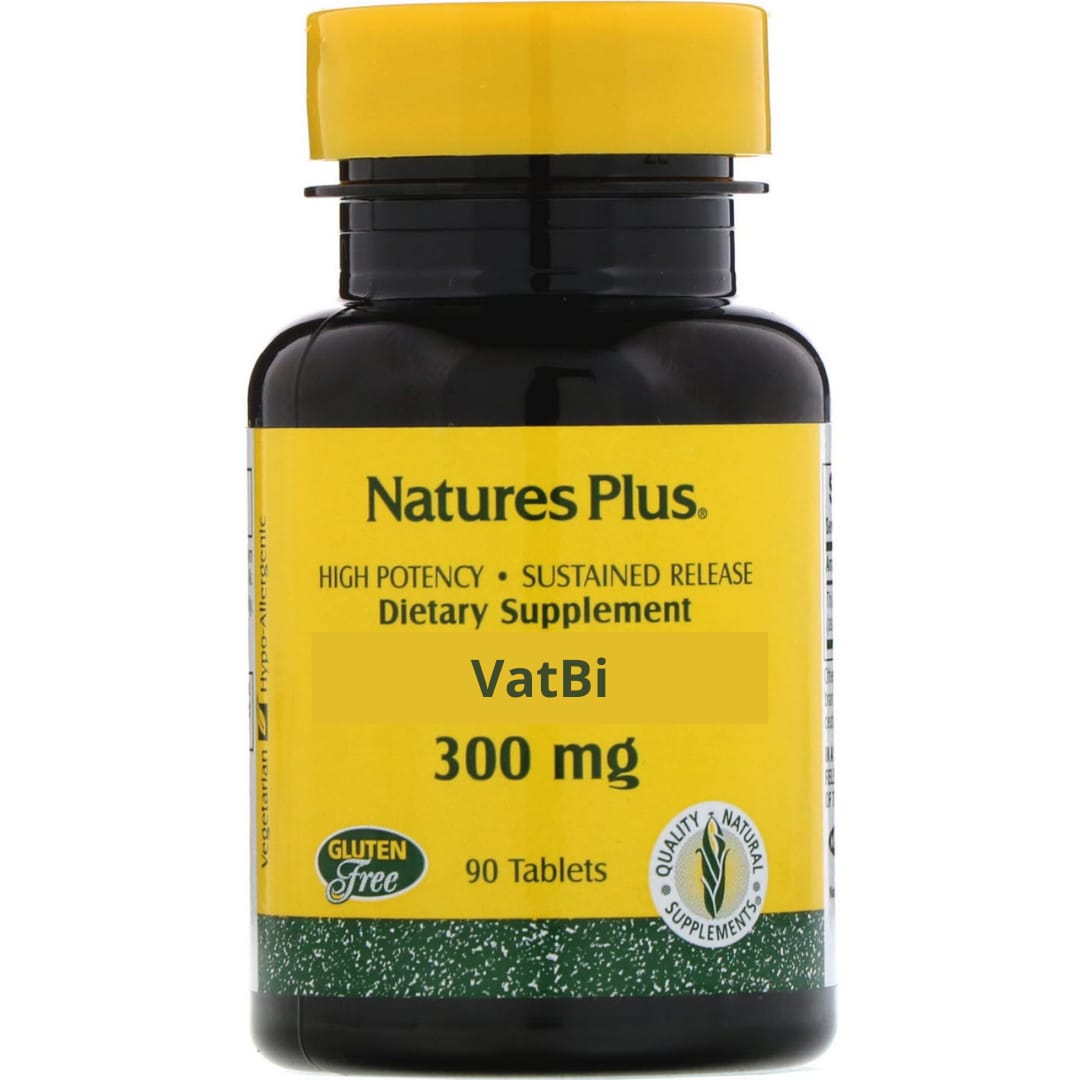 Natures Plus®
HIGH POTENCY • SUSTAINED RELEASE
Dietary Supplement
VatBi
300 mg
GLUTEN
Free
90 Tablets
QUALITY NATURAL
SUPPLEMENTS®
Vegetarian Hypo-Allergenic